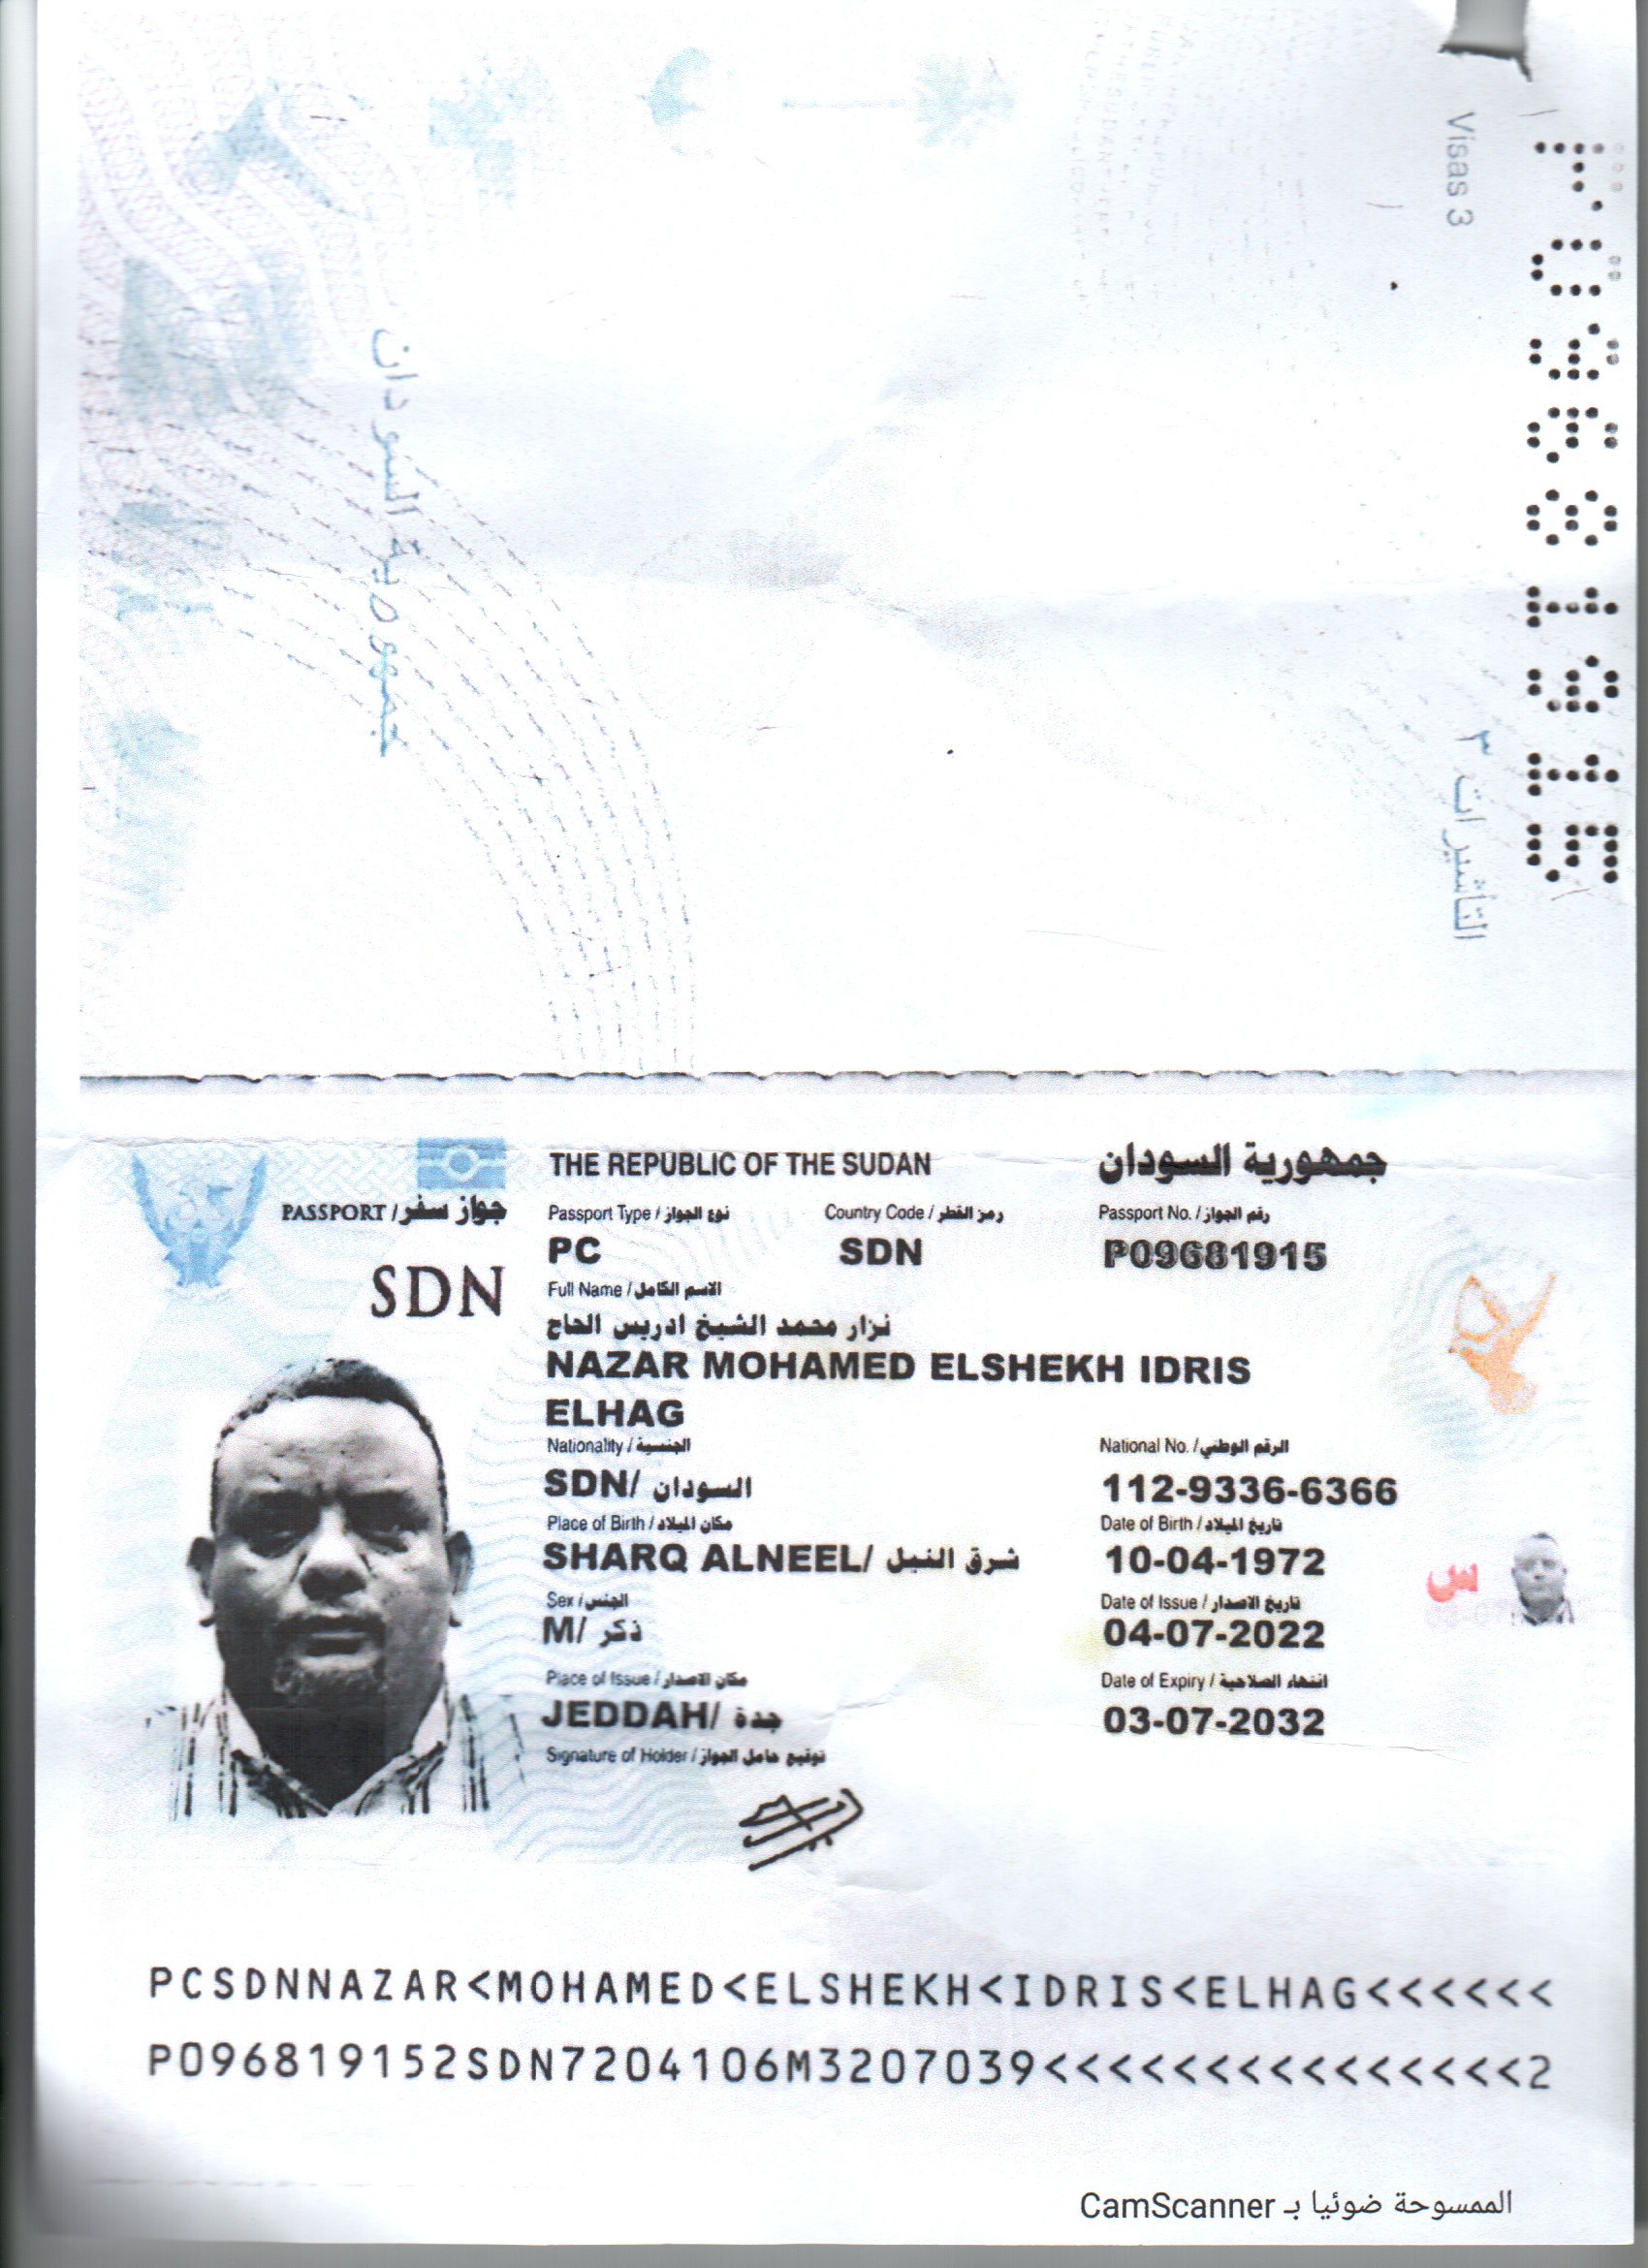 Visas 3
P09681915
التأشيرات ٣
جمهورية السودان
THE REPUBLIC OF THE SUDAN
جمهورية السودان
PASSPORT / جواز سفر
Passport Type / نوع الجواز
Country Code / رمز القطر
Passport No. / رقم الجواز
PC
SDN
P09681915
SDN
Full Name / الاسم الكامل
نزار محمد الشيخ ادريس الحاج
NAZAR MOHAMED ELSHEKH IDRIS
ELHAG
Nationality / الجنسية
National No. / الرقم الوطني
SDN/ السودان
112-9336-6366
Place of Birth / مكان الميلاد
Date of Birth / تاريخ الميلاد
SHARQ ALNEEL/ شرق النيل
10-04-1972
س
Sex / الجنس
Date of Issue / تاريخ الاصدار
M/ ذكر
04-07-2022
Place of Issue / مكان الاصدار
Date of Expiry / انتهاء الصلاحية
JEDDAH/ جدة
03-07-2032
Signature of Holder / توقيع حامل الجواز
PCSDNNAZAR<MOHAMED<ELSHEKH<IDRIS<ELHAG<<<<<<
P096819152SDN7204106M3207039<<<<<<<<<<<<<<<2
الممسوحة ضوئيا بـ CamScanner